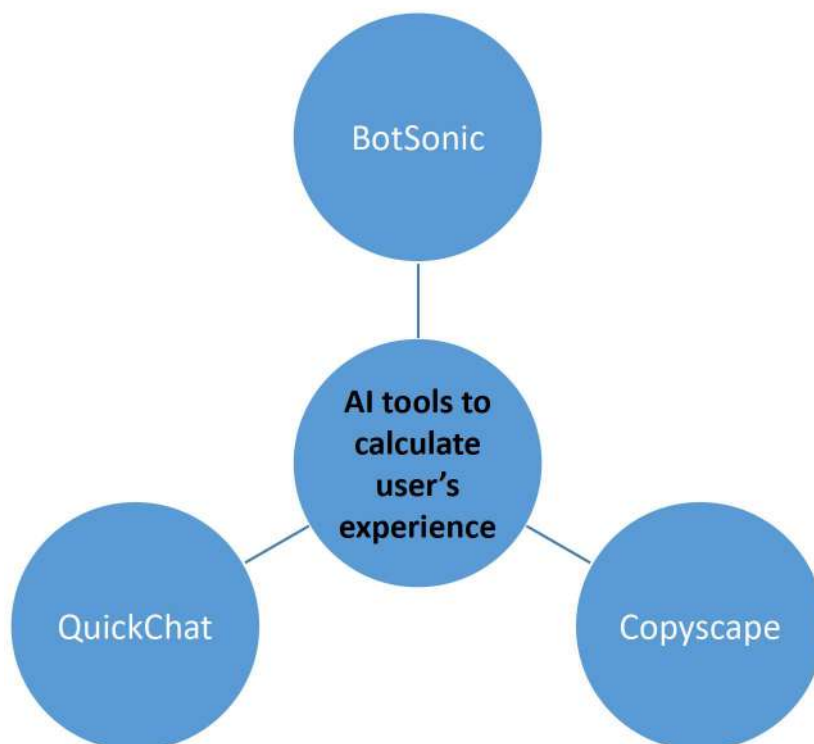 BotSonic
AI tools to
calculate
user’s
experience
QuickChat
Copyscape